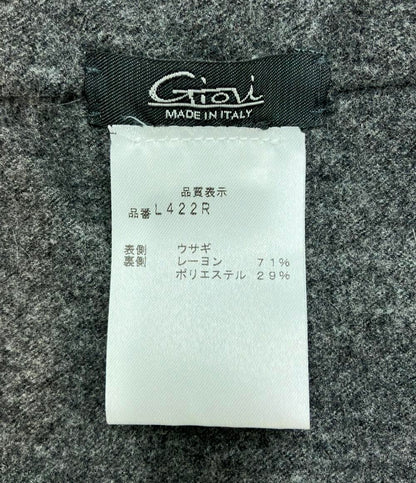 Giovi
MADE IN ITALY
品質表示
品番L422R
表側 ウサギ
裏側 レーヨン 71%
ポリエステル 29%